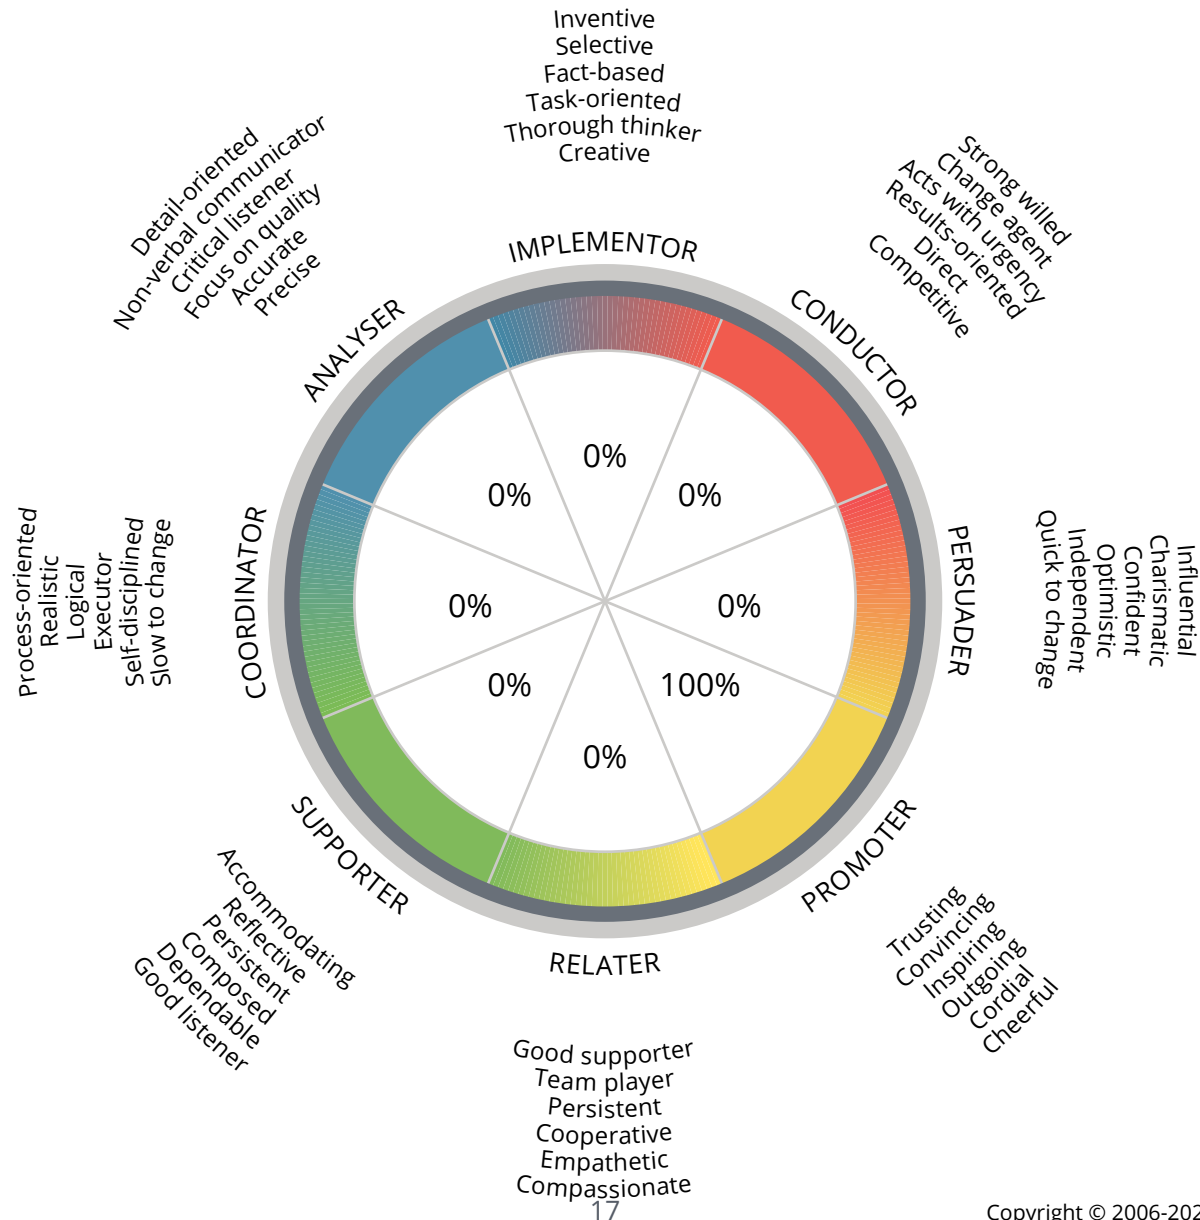 Inventive
Selective
Fact-based
Task-oriented
Thorough thinker
Creative
IMPLEMENTOR
Strong willed
Change agent
Acts with urgency
Results-oriented
Direct
Competitive
CONDUCTOR
Influential
Charismatic
Confident
Optimistic
Independent
Quick to change
PERSUADER
Trusting
Convincing
Inspiring
Outgoing
Cordial
Cheerful
PROMOTER
RELATER
Good supporter
Team player
Persistent
Cooperative
Empathetic
Compassionate
SUPPORTER
Accommodating
Reflective
Persistent
Composed
Dependable
Good listener
COORDINATOR
Process-oriented
Realistic
Logical
Executor
Self-disciplined
Slow to change
ANALYSER
Detail-oriented
Non-verbal communicator
Critical listener
Focus on quality
Accurate
Precise
0%
0%
0%
0%
0%
0%
100%
0%
17
Copyright © 2006-202